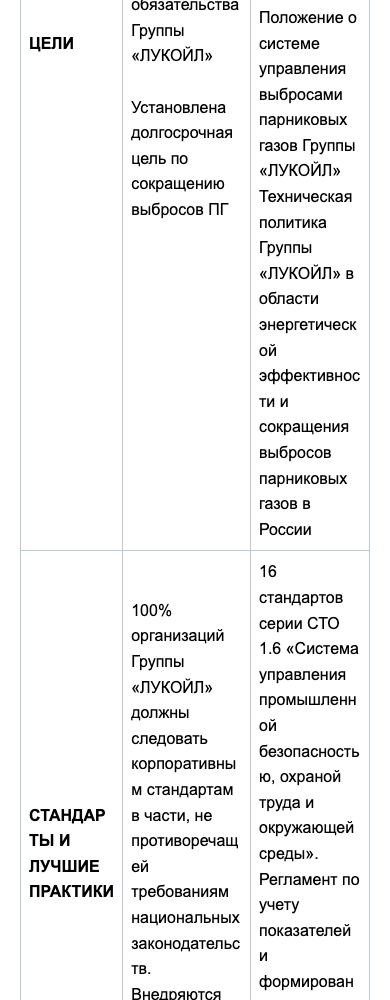 ЦЕЛИ
обязательства
Группы
«ЛУКОЙЛ»
Установлена
долгосрочная
цель по
сокращению
выбросов ПГ
Положение о
системе
управления
выбросами
парниковых
газов Группы
«ЛУКОЙЛ»
Техническая
политика
Группы
«ЛУКОЙЛ» в
области
энергетическ
ой
эффективнос
ти и
сокращения
выбросов
парниковых
газов в
России
СТАНДАР
ТЫ И
ЛУЧШИЕ
ПРАКТИКИ
100%
организаций
Группы
«ЛУКОЙЛ»
должны
следовать
корпоративны
м стандартам
в части, не
противоречащ
ей
требованиям
национальных
законодательс
тв.
Внедряются
16
стандартов
серии СТО
1.6 «Система
управления
промышленн
ой
безопасность
ю, охраной
труда и
окружающей
среды».
Регламент по
учету
показателей
и
формирован